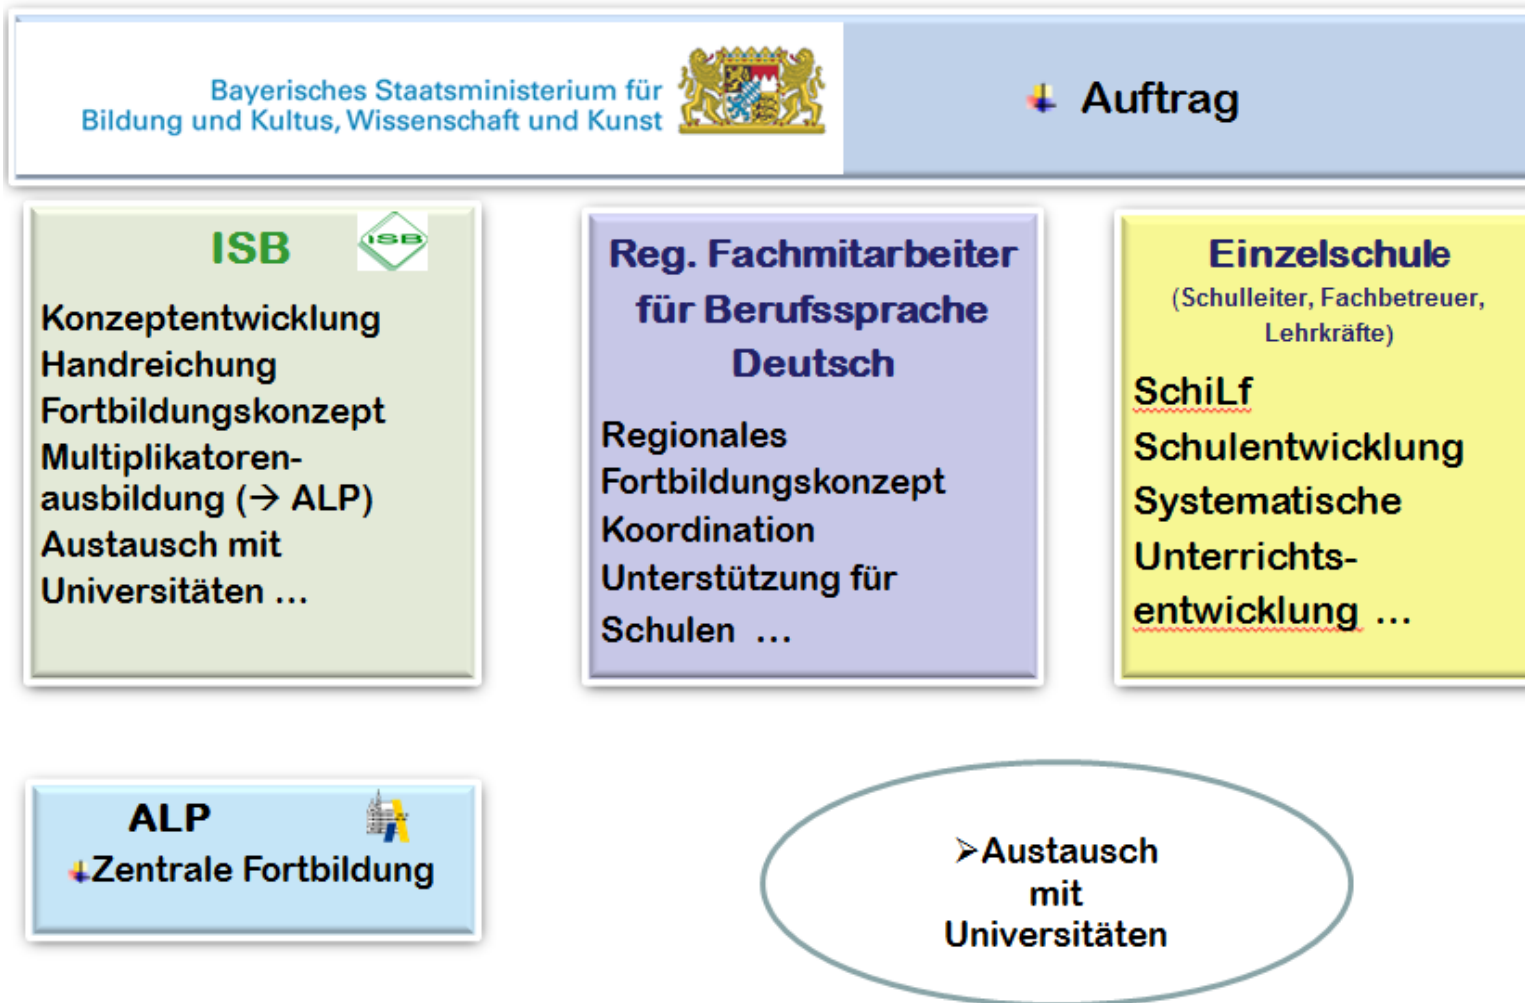 Bayerisches Staatsministerium für
Bildung und Kultus, Wissenschaft und Kunst
Auftrag
ISB
ISB
Konzeptentwicklung
Handreichung
Fortbildungskonzept
Multiplikatoren-
ausbildung (→ ALP)
Austausch mit
Universitäten ...
Reg. Fachmitarbeiter
für Berufssprache
Deutsch
Regionales
Fortbildungskonzept
Koordination
Unterstützung für
Schulen ...
Einzelschule
(Schulleiter, Fachbetreuer,
Lehrkräfte)
SchiLf
Schulentwicklung
Systematische
Unterrichts-
entwicklung ...
ALP
Zentrale Fortbildung
➢Austausch
mit
Universitäten